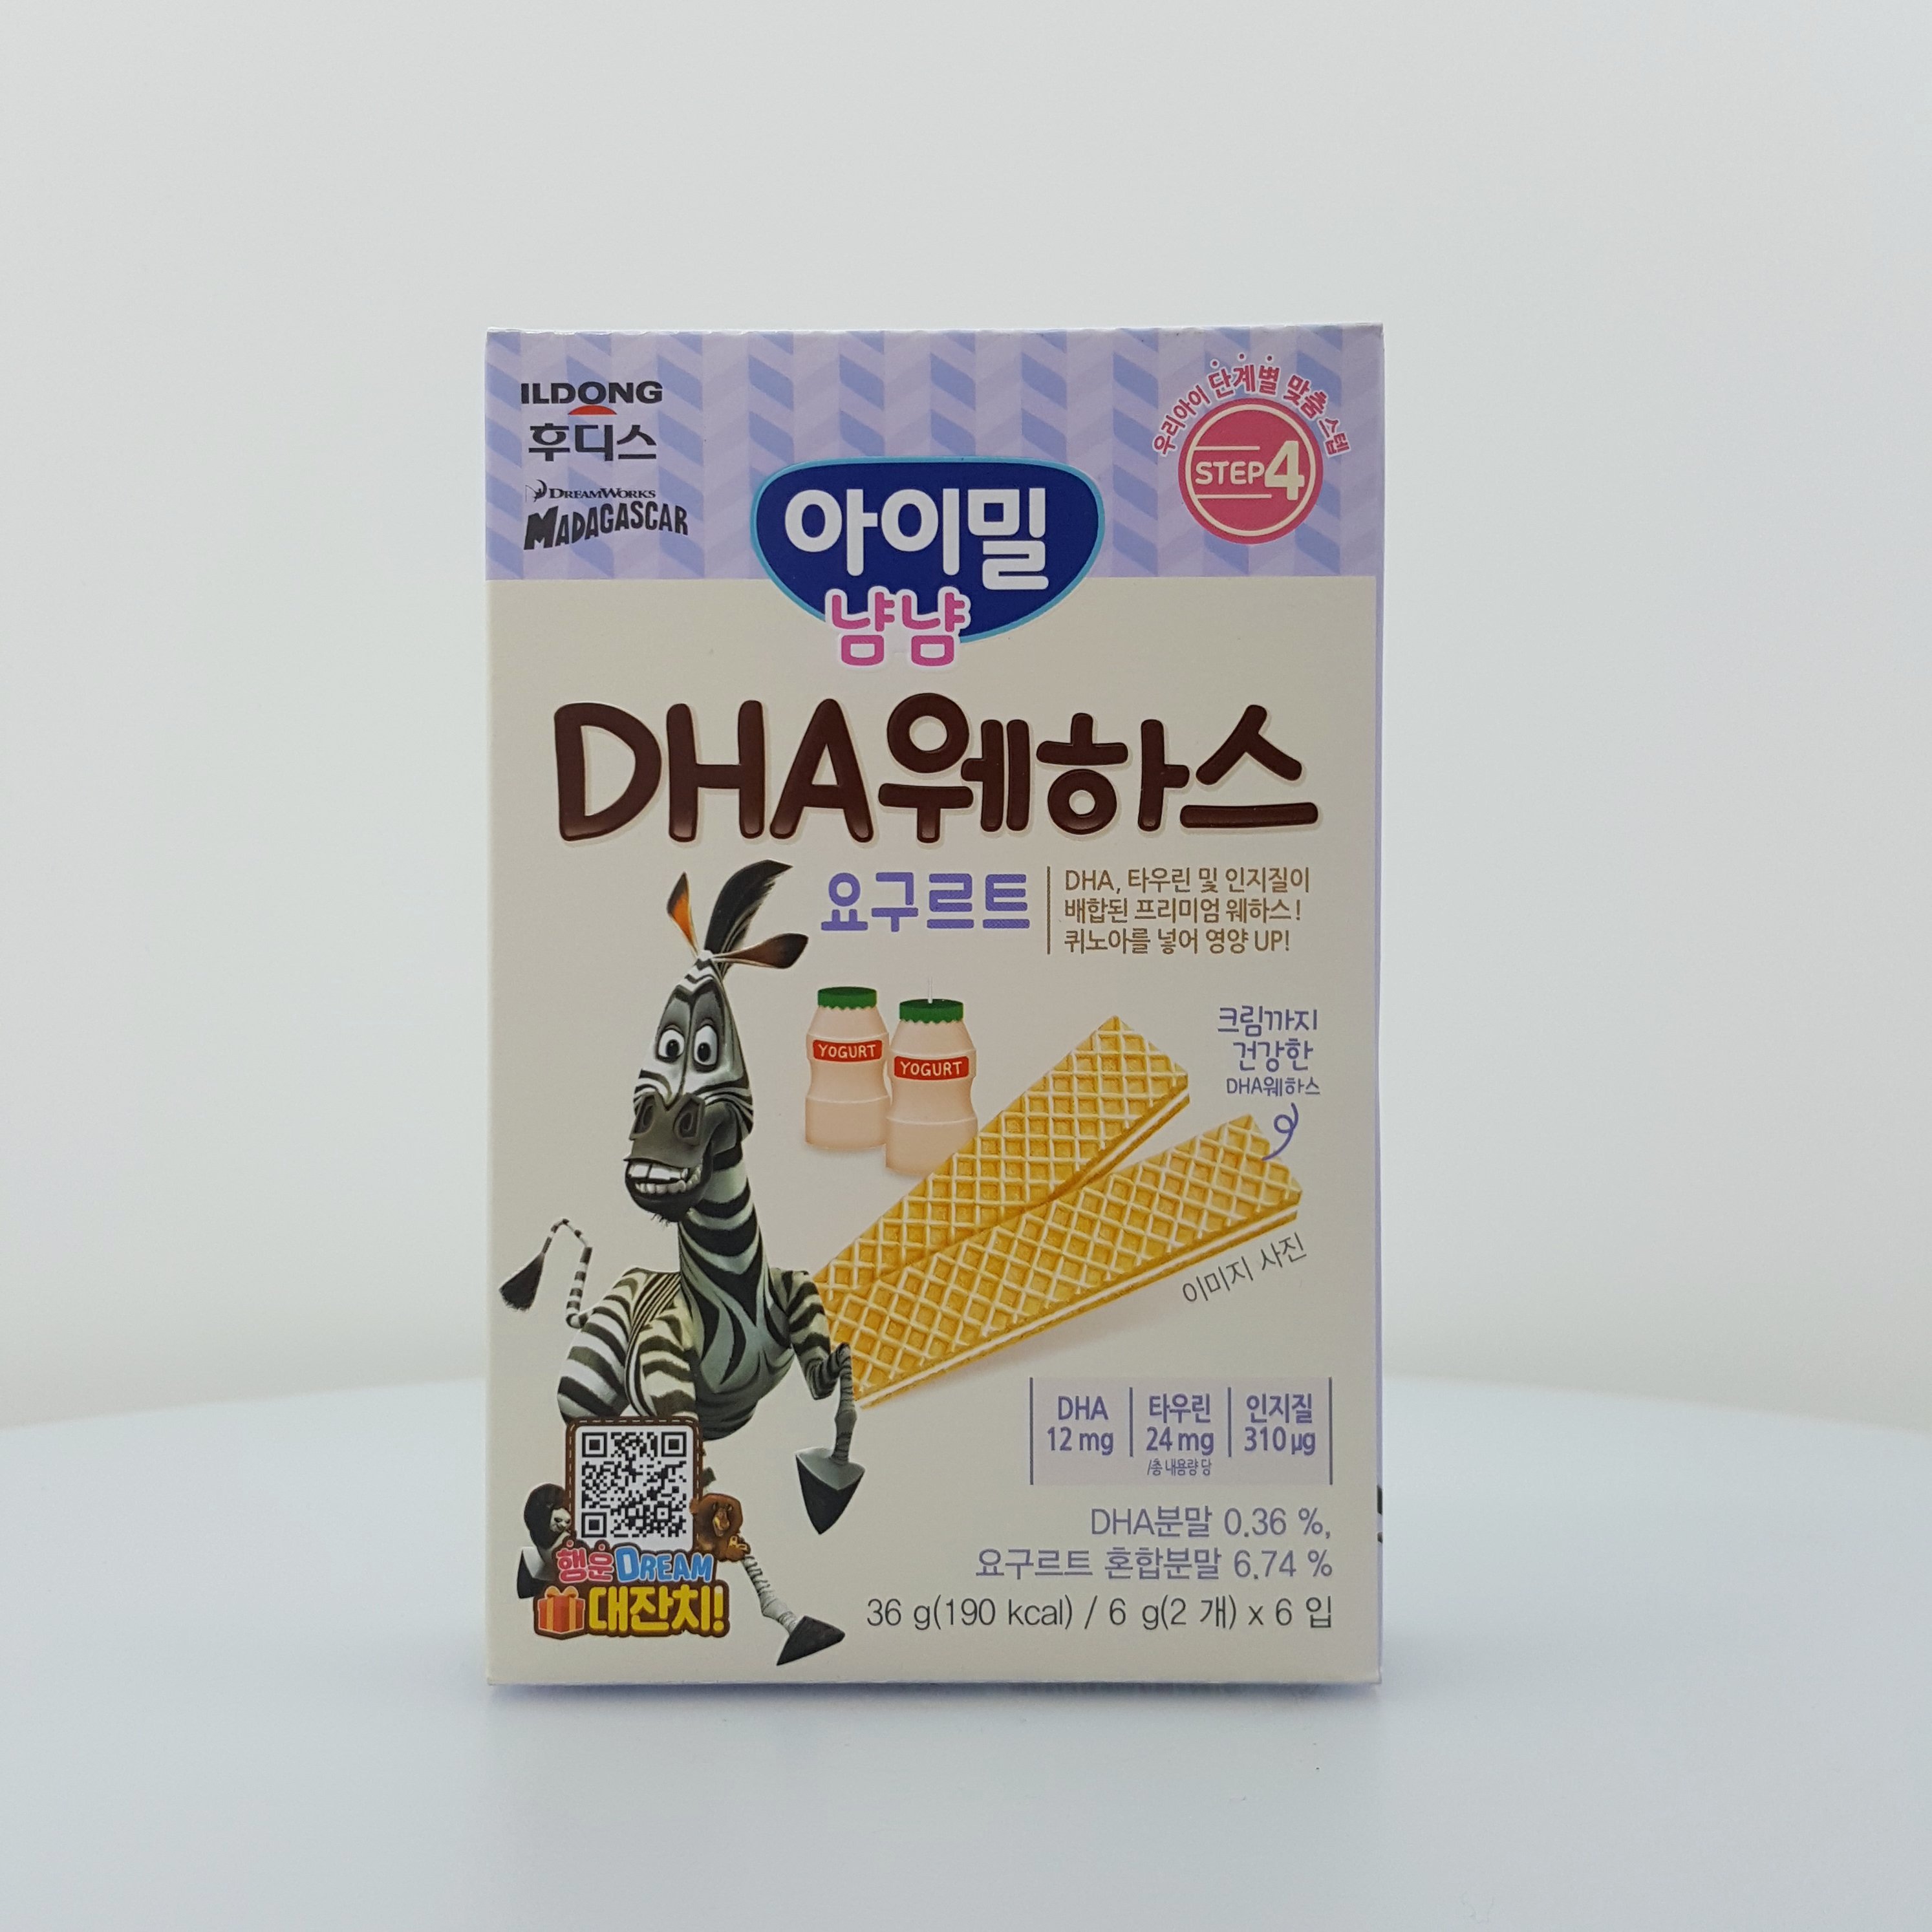 ILDONG
후디스
DREAMWORKS
MADAGASCAR
우리아이 단계별 맞춤 스텝
STEP4
아이밀
냠냠
DHA웨하스
요구르트
DHA, 타우린 및 인지질이
배합된 프리미엄 웨하스!
퀴노아를 넣어 영양 UP!
YOGURT
YOGURT
크림까지
건강한
DHA웨하스
이미지 사진
DHA
12 mg
타우린
24 mg
/총 내용량 당
인지질
310 µg
DHA분말 0.36 %,
요구르트 혼합분말 6.74 %
36 g(190 kcal) / 6 g(2 개) x 6 입
행운 DREAM
대잔치!